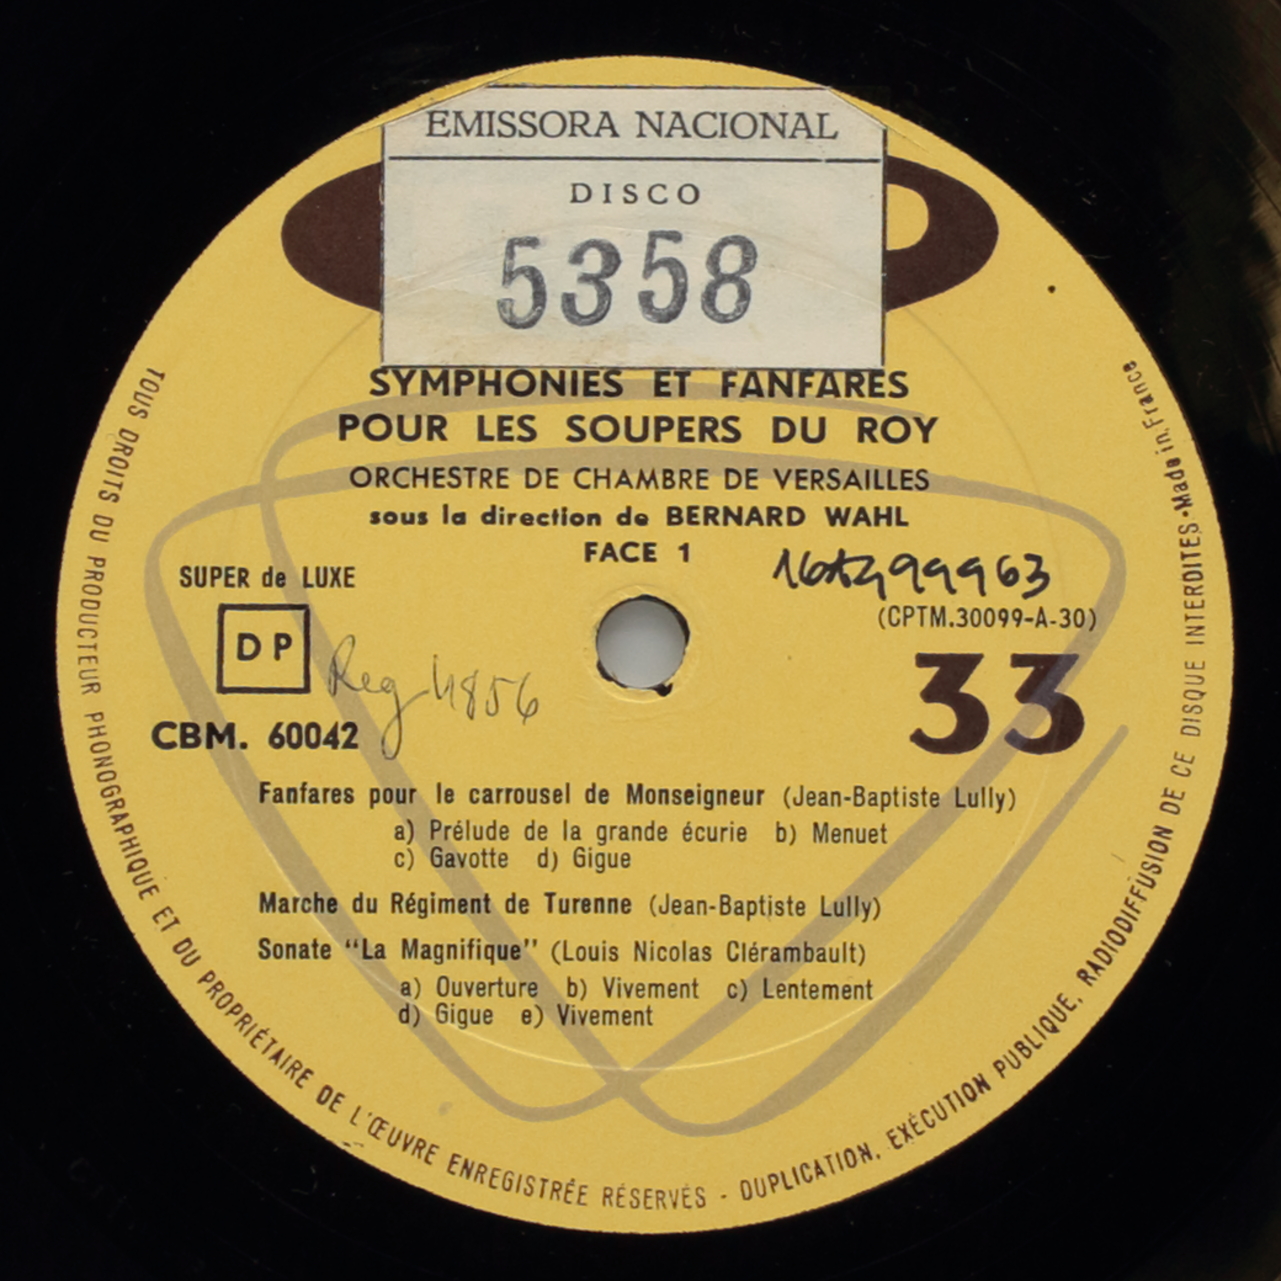 EMISSORA NACIONAL
DISCO
5358
SYMPHONIES ET FANFARES
POUR LES SOUPERS DU ROY
ORCHESTRE DE CHAMBRE DE VERSAILLES
sous la direction de BERNARD WAHL
FACE 1
SUPER de LUXE
DP
Reg 4856
CBM. 60042
(CPTM.30099-A-30)
33
Fanfares pour le carrousel de Monseigneur (Jean-Baptiste Lully)
a) Prélude de la grande écurie b) Menuet
c) Gavotte d) Gigue
Marche du Régiment de Turenne (Jean-Baptiste Lully)
Sonate "La Magnifique" (Louis Nicolas Clérambault)
a) Ouverture b) Vivement c) Lentement
d) Gigue e) Vivement
TOUS DROITS DU PRODUCTEUR PHONOGRAPHIQUE ET DU PROPRIÉTAIRE DE L'ŒUVRE ENREGISTRÉE RÉSERVÉS - DUPLICATION, EXÉCUTION PUBLIQUE, RADIODIFFUSION DE CE DISQUE INTERDITES • Made in France